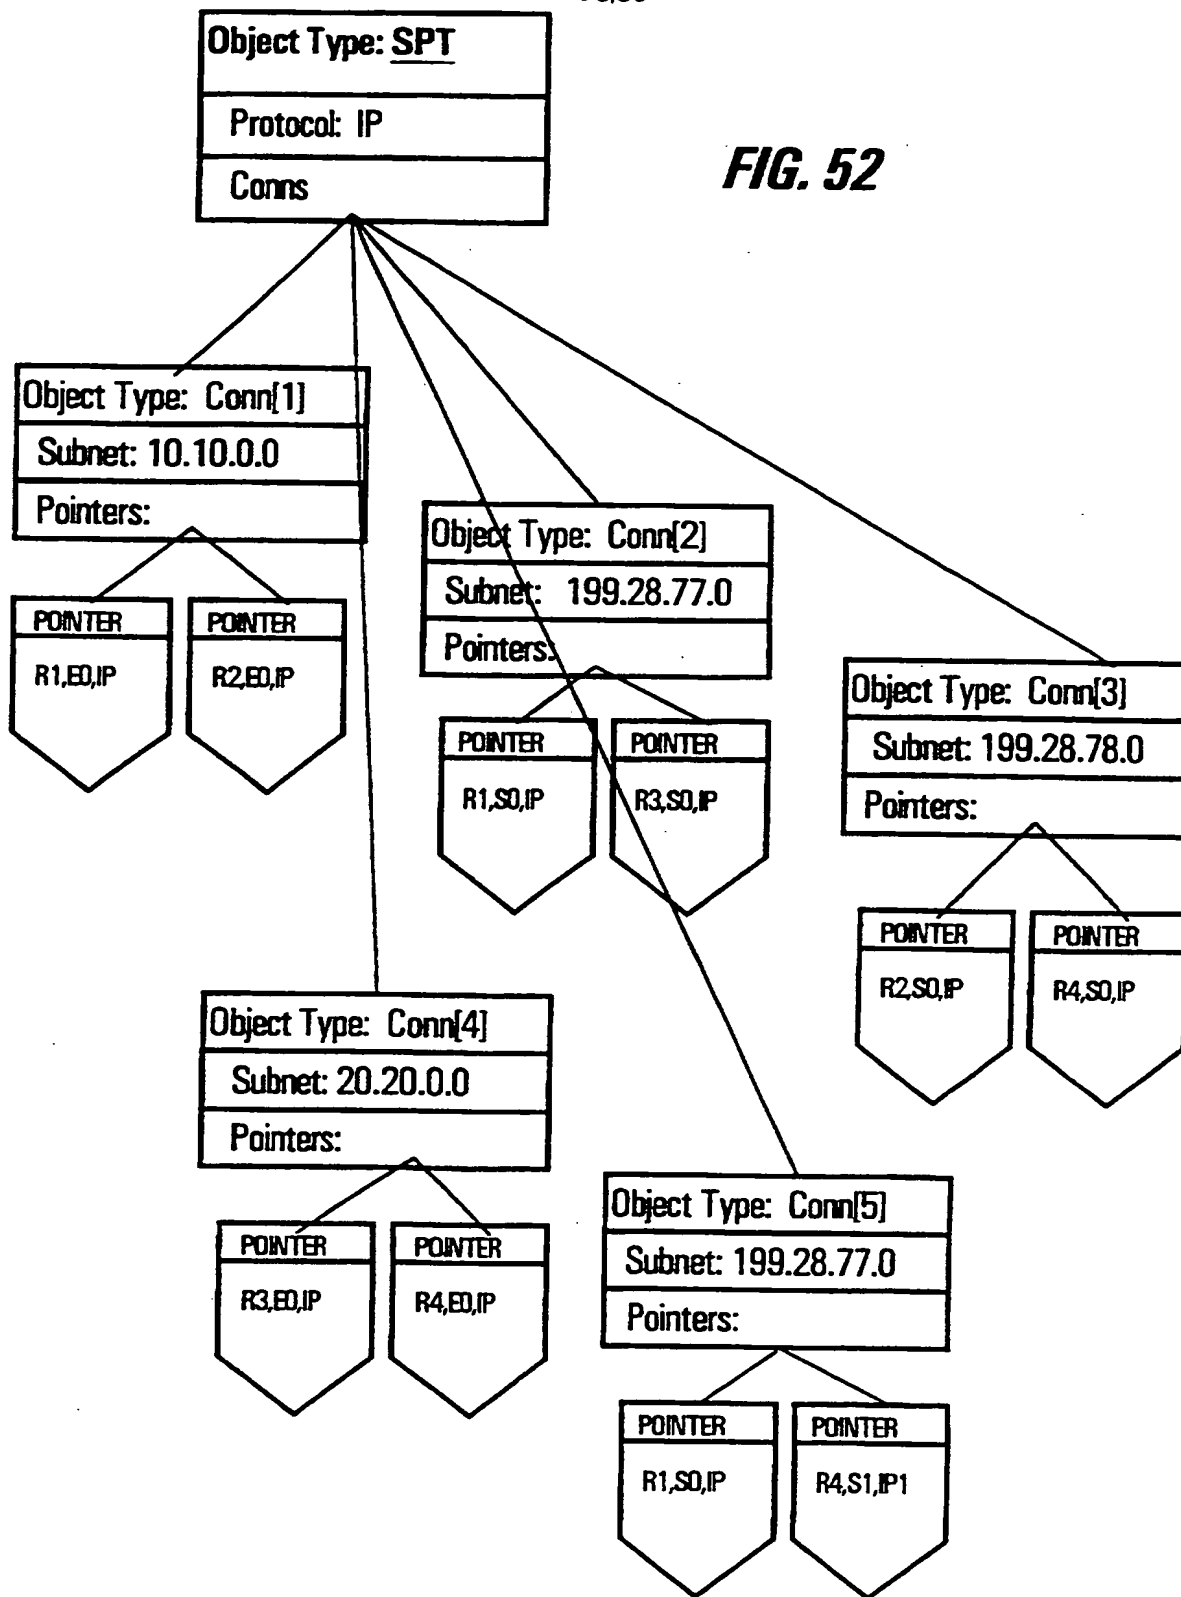 Object Type: SPT
Protocol: IP
Conns
FIG. 52
Object Type: Conn[1]
Subnet: 10.10.0.0
Pointers:
POINTER
R1,E0,IP
POINTER
R2,E0,IP
Object Type: Conn[2]
Subnet: 199.28.77.0
Pointers:
POINTER
R1,S0,IP
POINTER
R3,S0,IP
Object Type: Conn[3]
Subnet: 199.28.78.0
Pointers:
POINTER
R2,S0,IP
POINTER
R4,S0,IP
Object Type: Conn[4]
Subnet: 20.20.0.0
Pointers:
POINTER
R3,E0,IP
POINTER
R4,E0,IP
Object Type: Conn[5]
Subnet: 199.28.77.0
Pointers:
POINTER
R1,S0,IP
POINTER
R4,S1,IP1